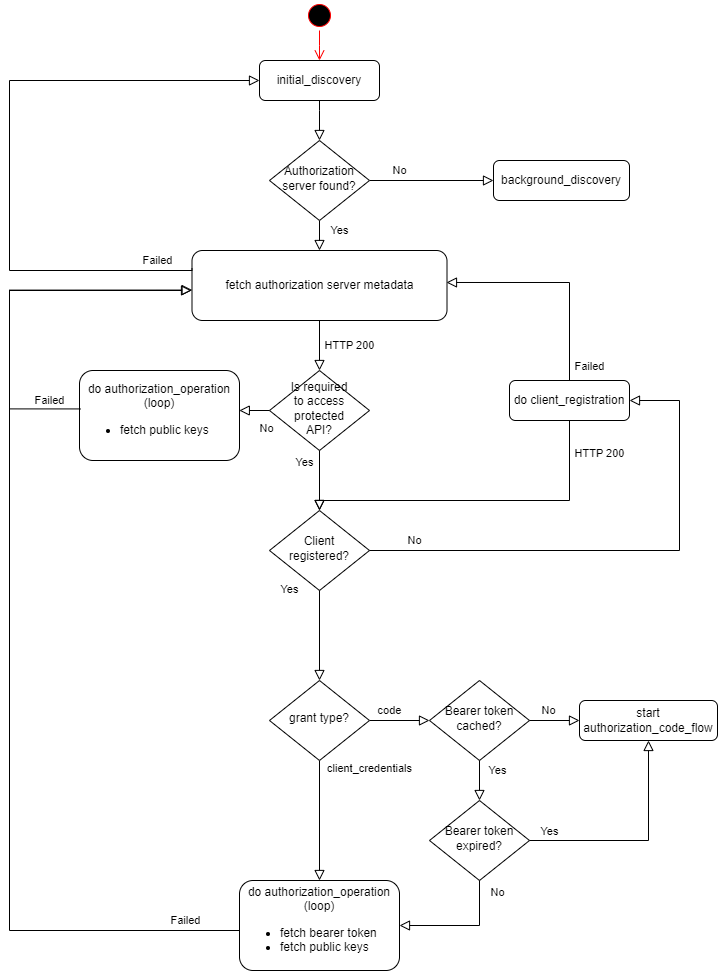 initial_discovery
Authorization
server found?
No
background_discovery
Yes
Failed
fetch authorization server metadata
HTTP 200
Failed
Is required
to access
protected
API?
do authorization_operation
(loop)
• fetch public keys
Failed
No
do client_registration
Yes
HTTP 200
Client
registered?
No
Yes
grant type?
code
Bearer token
cached?
No
start
authorization_code_flow
client_credentials
Yes
Bearer token
expired?
Yes
No
do authorization_operation
(loop)
• fetch bearer token
• fetch public keys
Failed